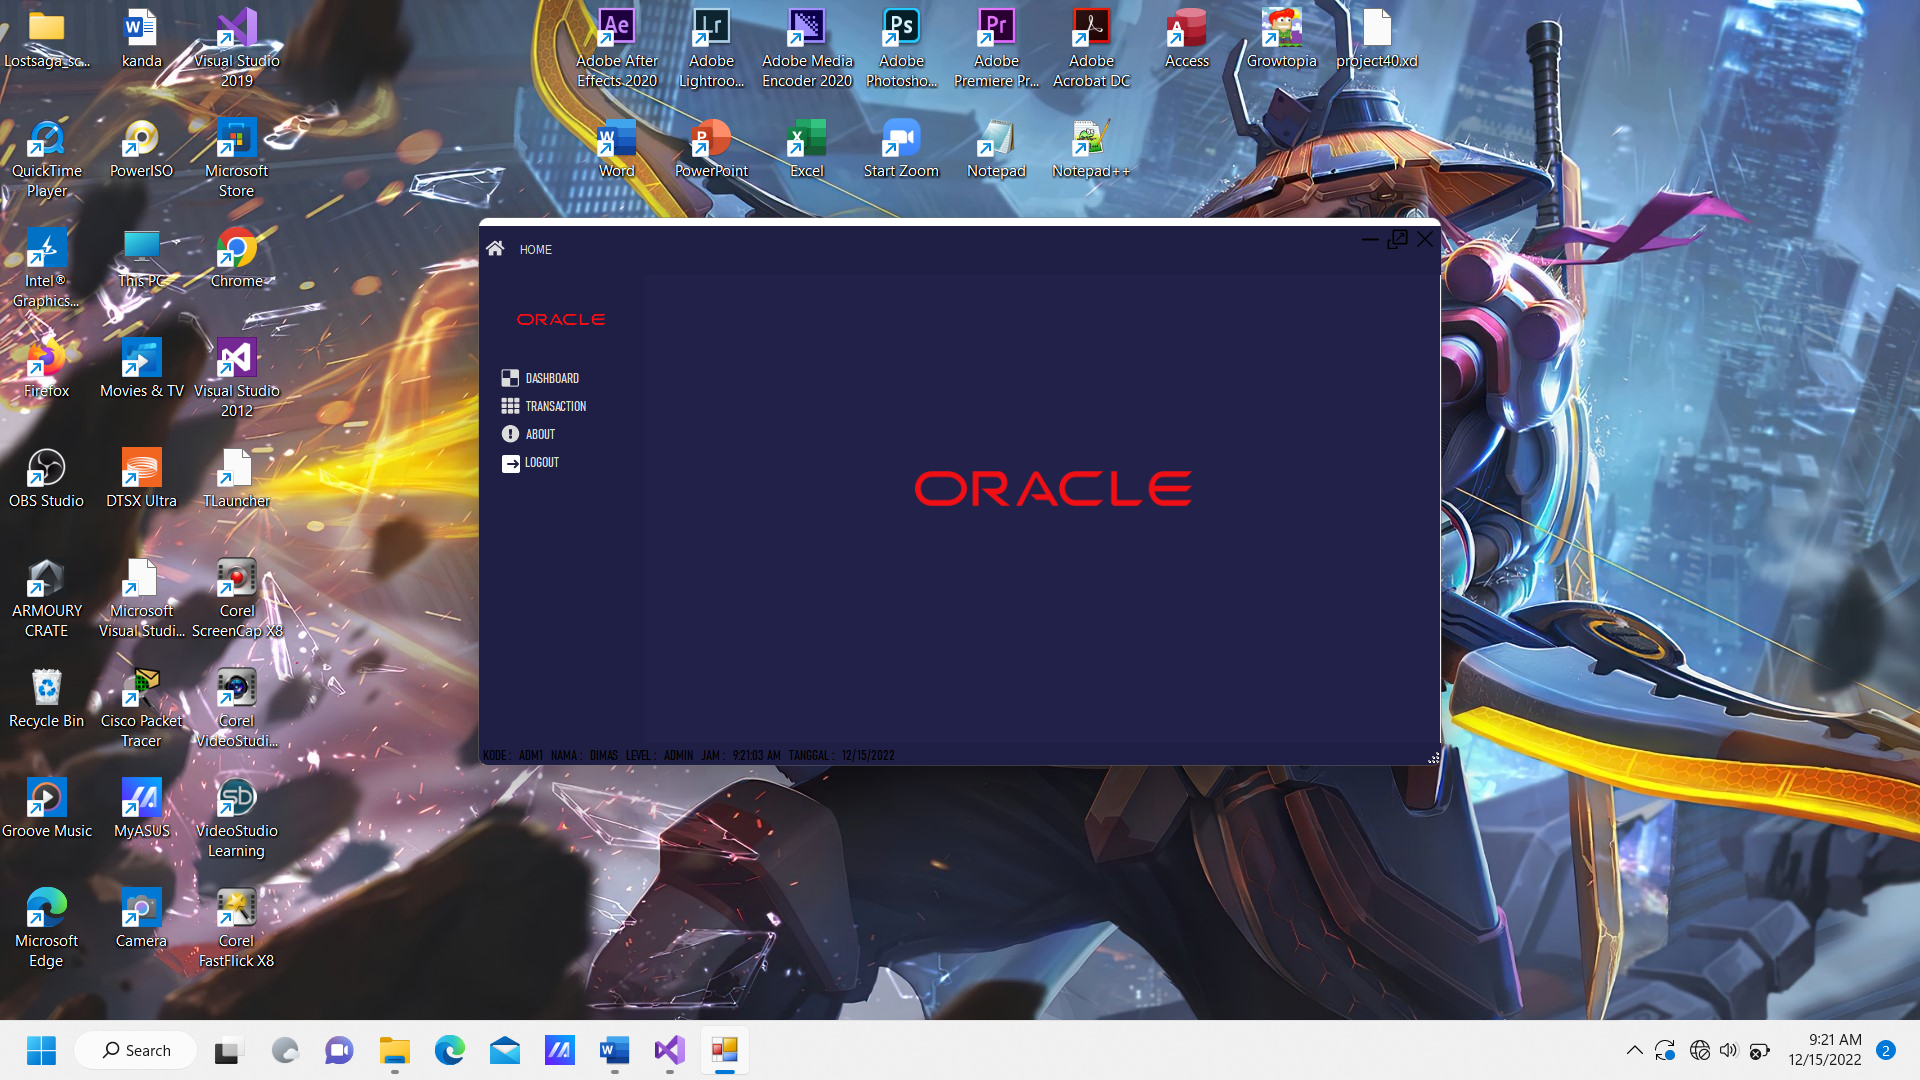 Lostsaga_sc...
kanda
Visual Studio
2019
Adobe After
Effects 2020
Adobe
Lightroo...
Adobe Media
Encoder 2020
Adobe
Photosho...
Adobe
Premiere Pr...
Adobe
Acrobat DC
Access
Growtopia
project40.xd
QuickTime
Player
PowerISO
Microsoft
Store
Word
PowerPoint
Excel
Start Zoom
Notepad
Notepad++
Intel®
Graphics...
This PC
Chrome
HOME
ORACLE
DASHBOARD
TRANSACTION
ABOUT
LOGOUT
ORACLE
KODE : ADM1 NAMA : DIMAS LEVEL : ADMIN JAM : 9:21:03 AM TANGGAL : 12/15/2022
Firefox
Movies & TV
Visual Studio
2012
OBS Studio
DTSX Ultra
TLauncher
ARMOURY
CRATE
Microsoft
Visual Studi...
Corel
ScreenCap X8
Recycle Bin
Cisco Packet
Tracer
Corel
VideoStudi...
Groove Music
MyASUS
VideoStudio
Learning
Microsoft
Edge
Camera
Corel
FastFlick X8
Search
9:21 AM
12/15/2022
2